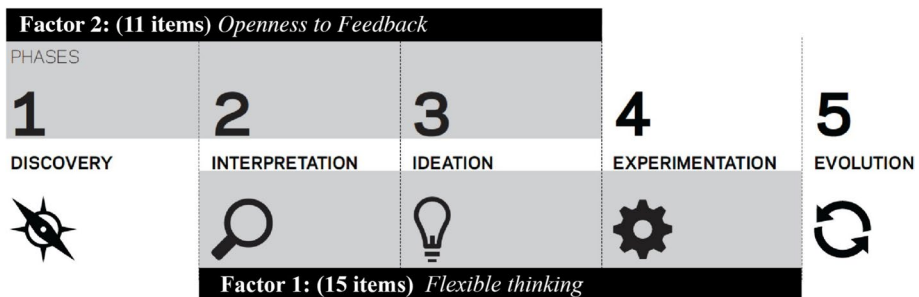 Factor 2: (11 items) Openness to Feedback
PHASES
1 2 3 4 5
DISCOVERY INTERPRETATION IDEATION EXPERIMENTATION EVOLUTION
Factor 1: (15 items) Flexible thinking